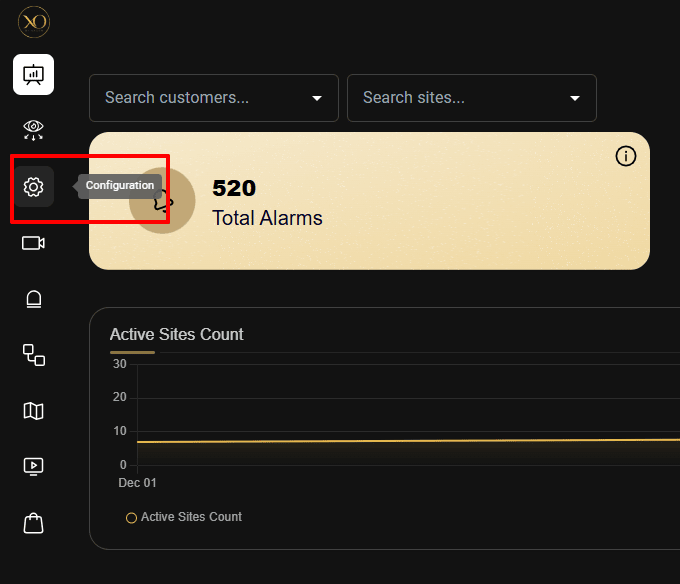 XO
Search customers...
Search sites...
Configuration
520
Total Alarms
Active Sites Count
30
20
10
0
Dec 01
Active Sites Count